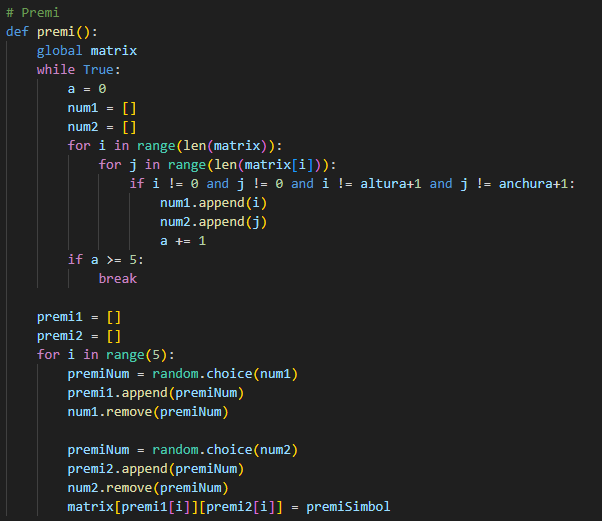 # Premi
def premi():
    global matrix
    while True:
        a = 0
        num1 = []
        num2 = []
        for i in range(len(matrix)):
            for j in range(len(matrix[i])):
                if i != 0 and j != 0 and i != altura+1 and j != anchura+1:
                    num1.append(i)
                    num2.append(j)
                    a += 1
        if a >= 5:
            break

    premi1 = []
    premi2 = []
    for i in range(5):
        premiNum = random.choice(num1)
        premi1.append(premiNum)
        num1.remove(premiNum)

        premiNum = random.choice(num2)
        premi2.append(premiNum)
        num2.remove(premiNum)
        matrix[premi1[i]][premi2[i]] = premiSimbol